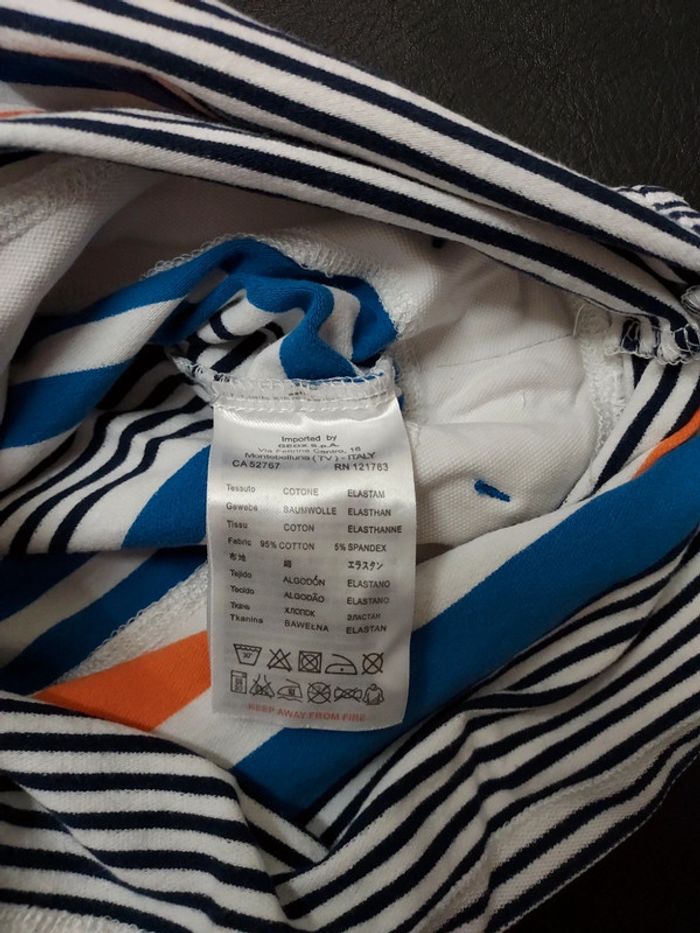 Imported by
GEOX S.p.A.
Via Feltrina Centro, 16
Montebelluna (TV) - ITALY
CA 52767 RN 121763
Tessuto COTONE ELASTAM
Gewebe BAUMWOLLE ELASTHAN
Tissu COTON ELASTHANNE
Fabric 95% COTTON 5% SPANDEX
布地 綿 エラスタン
Tejido ALGODÓN ELASTANO
Tecido ALGODÃO ELASTANO
Ткань ХЛОПОК ЭЛАСТАН
Tkanina BAWEŁNA ELASTAN
30°
KEEP AWAY FROM FIRE